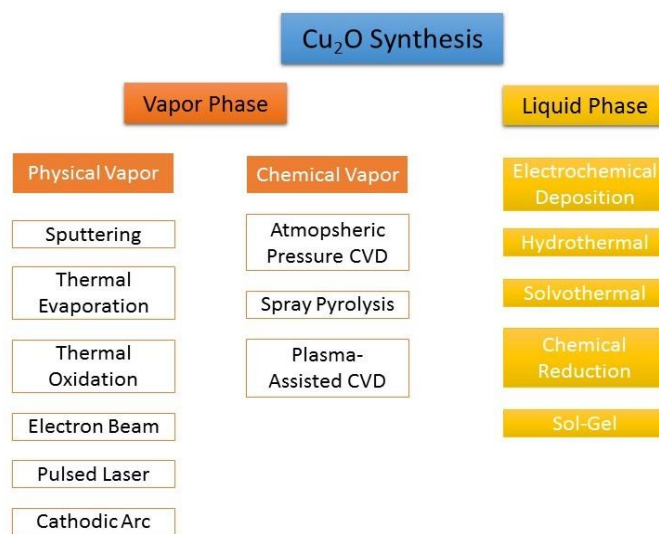 Cu₂O Synthesis
Vapor Phase
Liquid Phase
Physical Vapor
Sputtering
Thermal
Evaporation
Thermal
Oxidation
Electron Beam
Pulsed Laser
Cathodic Arc
Chemical Vapor
Atmopsheric
Pressure CVD
Spray Pyrolysis
Plasma-
Assisted CVD
Electrochemical
Deposition
Hydrothermal
Solvothermal
Chemical
Reduction
Sol-Gel